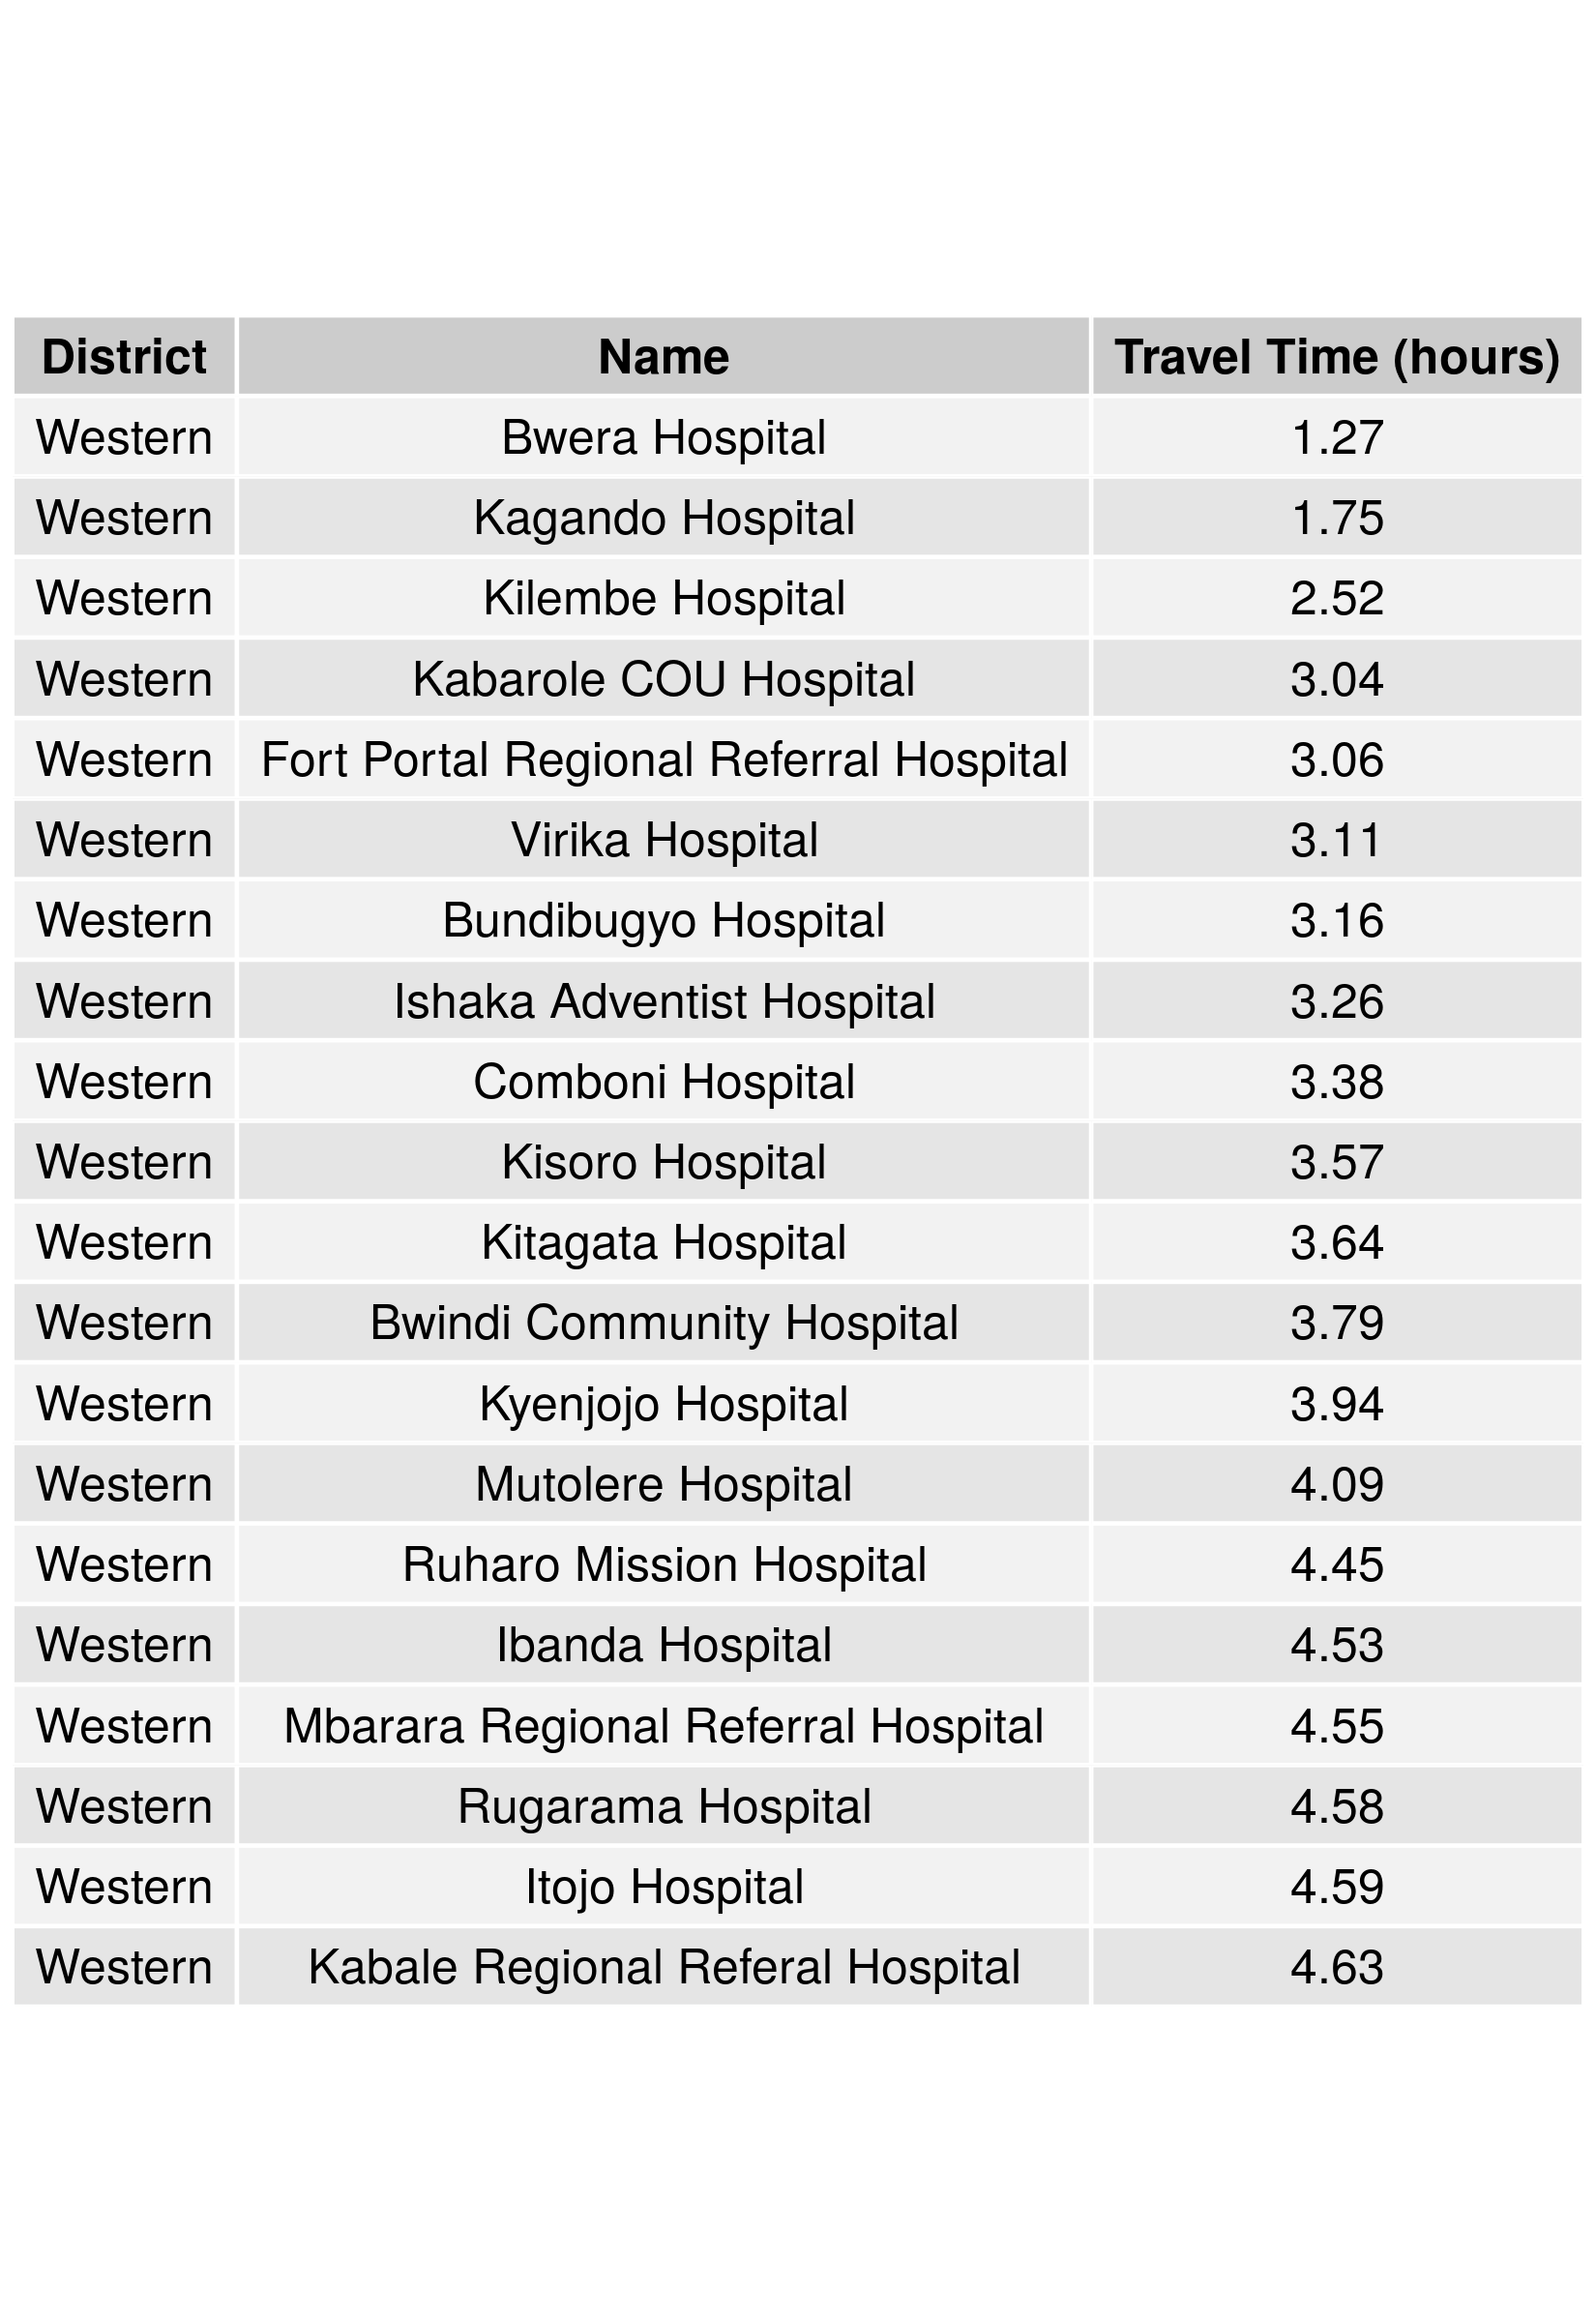 District Name Travel Time (hours)
Western Bwera Hospital 1.27
Western Kagando Hospital 1.75
Western Kilembe Hospital 2.52
Western Kabarole COU Hospital 3.04
Western Fort Portal Regional Referral Hospital 3.06
Western Virika Hospital 3.11
Western Bundibugyo Hospital 3.16
Western Ishaka Adventist Hospital 3.26
Western Comboni Hospital 3.38
Western Kisoro Hospital 3.57
Western Kitagata Hospital 3.64
Western Bwindi Community Hospital 3.79
Western Kyenjojo Hospital 3.94
Western Mutolere Hospital 4.09
Western Ruharo Mission Hospital 4.45
Western Ibanda Hospital 4.53
Western Mbarara Regional Referral Hospital 4.55
Western Rugarama Hospital 4.58
Western Itojo Hospital 4.59
Western Kabale Regional Referal Hospital 4.63